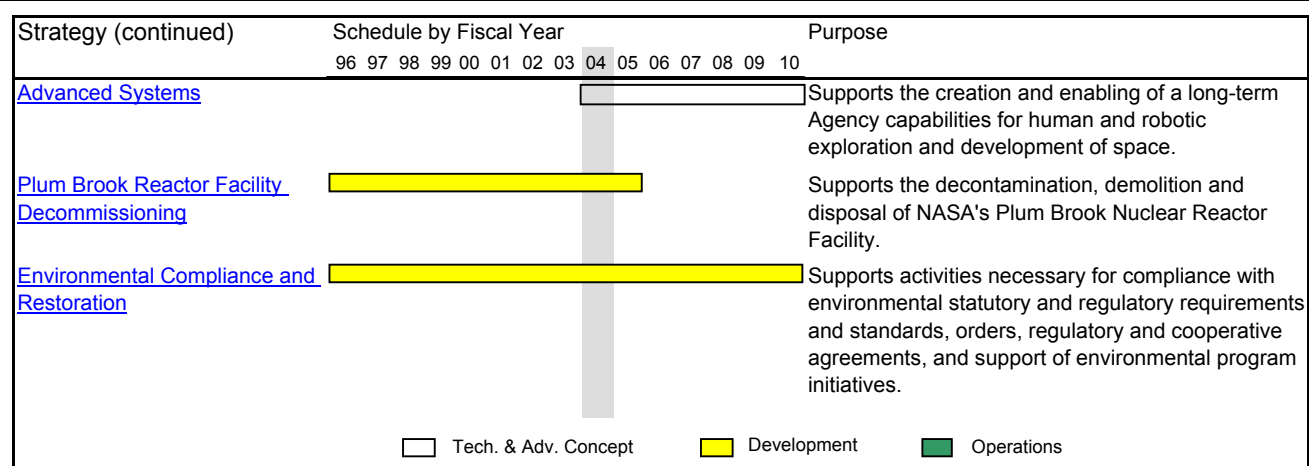 Strategy (continued) Schedule by Fiscal Year Purpose
96 97 98 99 00 01 02 03 04 05 06 07 08 09 10
Advanced Systems
Supports the creation and enabling of a long-term
Agency capabilities for human and robotic
exploration and development of space.
Plum Brook Reactor Facility
Decommissioning
Supports the decontamination, demolition and
disposal of NASA's Plum Brook Nuclear Reactor
Facility.
Environmental Compliance and
Restoration
Supports activities necessary for compliance with
environmental statutory and regulatory requirements
and standards, orders, regulatory and cooperative
agreements, and support of environmental program
initiatives.
Tech. & Adv. Concept Development Operations